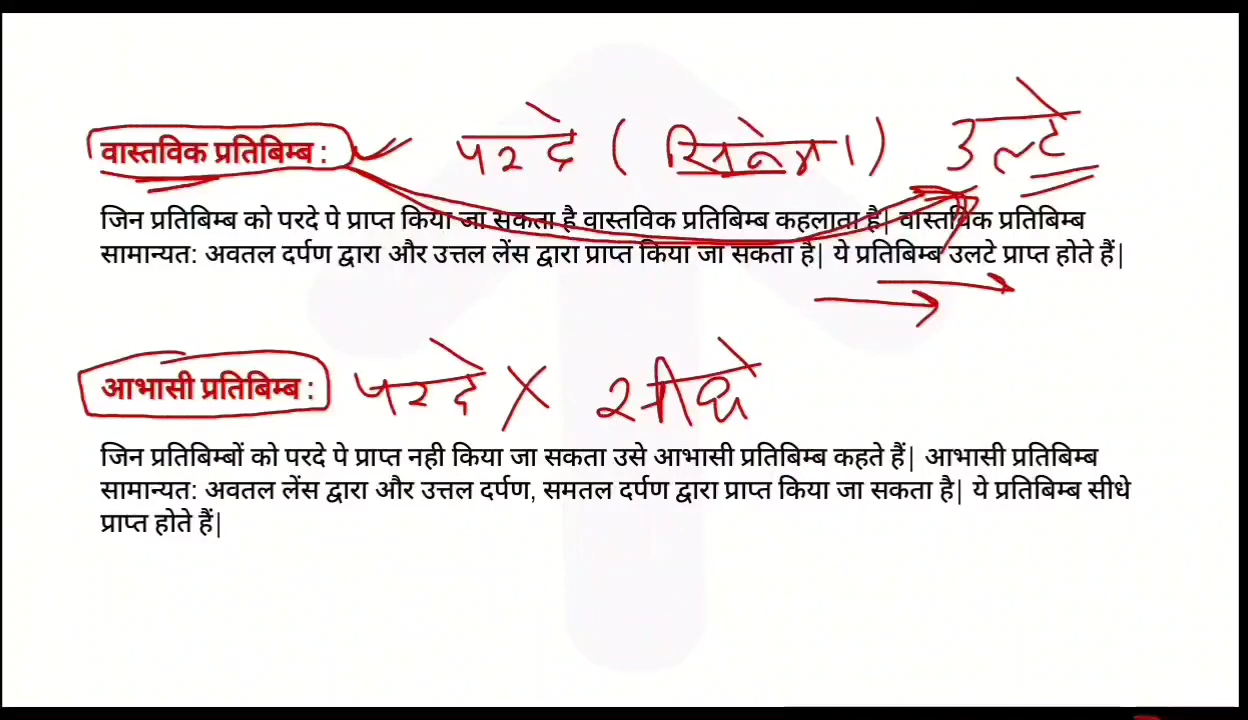 वास्तविक प्रतिबिम्ब : परदे ( सिनेमा ) उल्टे
जिन प्रतिबिम्ब को परदे पे प्राप्त किया जा सकता है वास्तविक प्रतिबिम्ब कहलाता है| वास्तविक प्रतिबिम्ब
सामान्यत: अवतल दर्पण द्वारा और उत्तल लेंस द्वारा प्राप्त किया जा सकता है| ये प्रतिबिम्ब उलटे प्राप्त होते हैं|
आभासी प्रतिबिम्ब : परदे X सीधे
जिन प्रतिबिम्बों को परदे पे प्राप्त नही किया जा सकता उसे आभासी प्रतिबिम्ब कहते हैं| आभासी प्रतिबिम्ब
सामान्यत: अवतल लेंस द्वारा और उत्तल दर्पण, समतल दर्पण द्वारा प्राप्त किया जा सकता है| ये प्रतिबिम्ब सीधे
प्राप्त होते हैं|